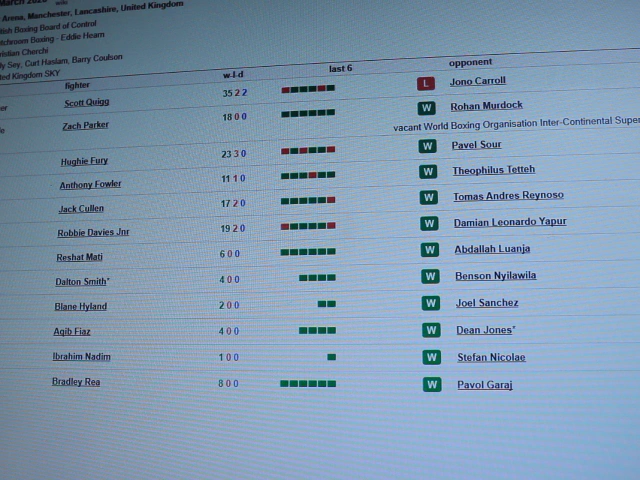 March 2020 wiki
Arena, Manchester, Lancashire, United Kingdom
tish Boxing Board of Control
tchroom Boxing - Eddie Hearn
ristian Cherchi
ly Sey, Curt Haslam, Barry Coulson
ted Kingdom SKY
fighter w-l-d last 6 opponent
er Scott Quigg 35 2 2 L Jono Carroll
le Zach Parker 18 0 0 W Rohan Murdock
vacant World Boxing Organisation Inter-Continental Super
Hughie Fury 23 3 0 W Pavel Sour
Anthony Fowler 11 1 0 W Theophilus Tetteh
Jack Cullen 17 2 0 W Tomas Andres Reynoso
Robbie Davies Jnr 19 2 0 W Damian Leonardo Yapur
Reshat Mati 6 0 0 W Abdallah Luanja
Dalton Smith* 4 0 0 W Benson Nyilawila
Blane Hyland 2 0 0 W Joel Sanchez
Aqib Fiaz 4 0 0 W Dean Jones*
Ibrahim Nadim 1 0 0 W Stefan Nicolae
Bradley Rea 8 0 0 W Pavol Garaj